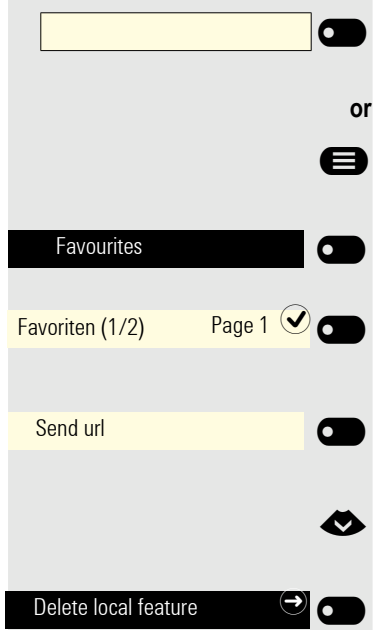 or
Favourites
Favoriten (1/2) Page 1
Send url
Delete local feature